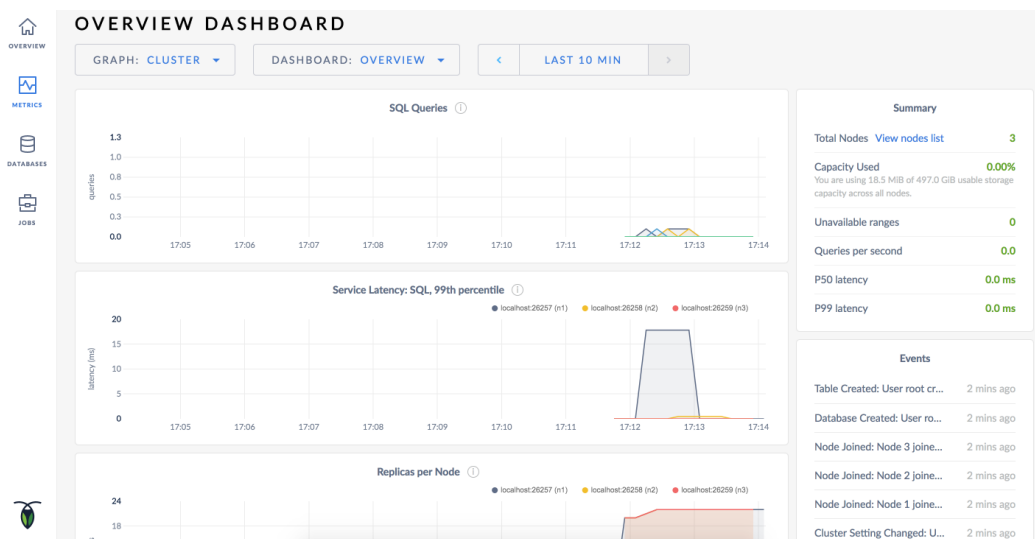 OVERVIEW DASHBOARD
OVERVIEW
METRICS
DATABASES
JOBS
GRAPH: CLUSTER
DASHBOARD: OVERVIEW
LAST 10 MIN
SQL Queries
1.3
1.0
0.8
0.5
0.3
0.0
queries
17:05 17:06 17:07 17:08 17:09 17:10 17:11 17:12 17:13 17:14
Service Latency: SQL, 99th percentile
localhost:26257 (n1) localhost:26258 (n2) localhost:26259 (n3)
20
15
10
5
0
latency (ms)
17:05 17:06 17:07 17:08 17:09 17:10 17:11 17:12 17:13 17:14
Replicas per Node
localhost:26257 (n1) localhost:26258 (n2) localhost:26259 (n3)
24
18
Summary
Total Nodes View nodes list 3
Capacity Used 0.00%
You are using 18.5 MiB of 497.0 GiB usable storage
capacity across all nodes.
Unavailable ranges 0
Queries per second 0.0
P50 latency 0.0 ms
P99 latency 0.0 ms
Events
Table Created: User root cr... 2 mins ago
Database Created: User ro... 2 mins ago
Node Joined: Node 3 joine... 2 mins ago
Node Joined: Node 2 joine... 2 mins ago
Node Joined: Node 1 joine... 2 mins ago
Cluster Setting Changed: U... 2 mins ago